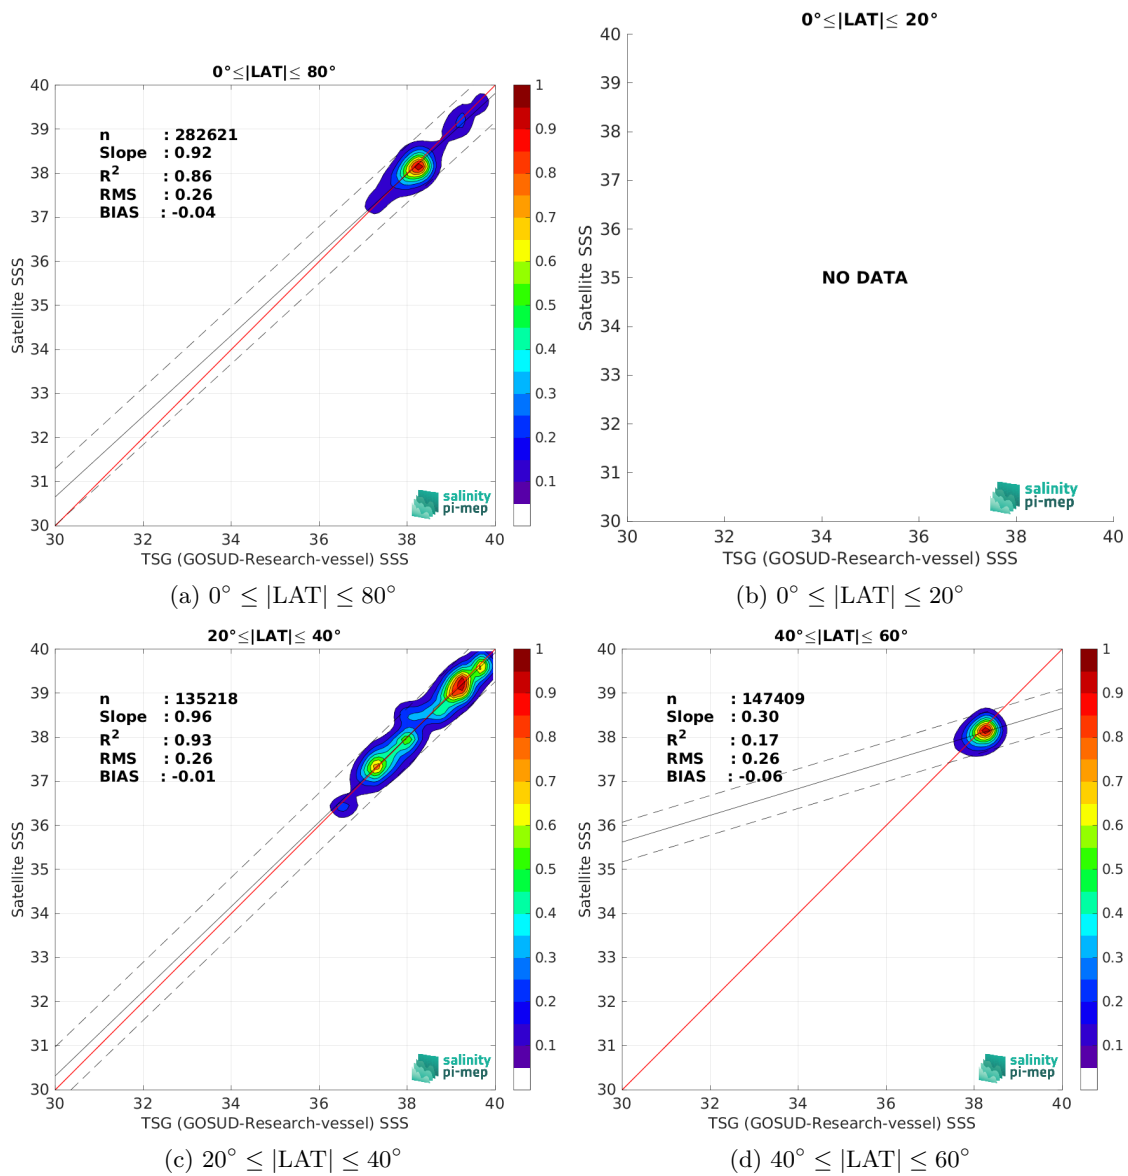 0°≤|LAT|≤ 80°
40
39
38
37
36
35
34
33
32
31
30
Satellite SSS
n : 282621
Slope : 0.92
R²
: 0.86
RMS : 0.26
BIAS : -0.04
1
0.9
0.8
0.7
0.6
0.5
0.4
0.3
0.2
0.1
salinity
pi-mep
30 32 34 36 38 40
TSG (GOSUD-Research-vessel) SSS
(a) 0° ≤ |LAT| ≤ 80°
0°≤|LAT|≤ 20°
40
39
38
37
36
35
34
33
32
31
30
Satellite SSS
NO DATA
salinity
pi-mep
30 32 34 36 38 40
TSG (GOSUD-Research-vessel) SSS
(b) 0° ≤ |LAT| ≤ 20°
20°≤|LAT|≤ 40°
40
39
38
37
36
35
34
33
32
31
30
Satellite SSS
n : 135218
Slope : 0.96
R² : 0.93
RMS : 0.26
BIAS : -0.01
1
0.9
0.8
0.7
0.6
0.5
0.4
0.3
0.2
0.1
salinity
pi-mep
30 32 34 36 38 40
TSG (GOSUD-Research-vessel) SSS
(c) 20° ≤ |LAT| ≤ 40°
40°≤|LAT|≤ 60°
40
39
38
37
36
35
34
33
32
31
30
Satellite SSS
n : 147409
Slope : 0.30
R² : 0.17
RMS : 0.26
BIAS : -0.06
1
0.9
0.8
0.7
0.6
0.5
0.4
0.3
0.2
0.1
salinity
pi-mep
30 32 34 36 38 40
TSG (GOSUD-Research-vessel) SSS
(d) 40° ≤ |LAT| ≤ 60°